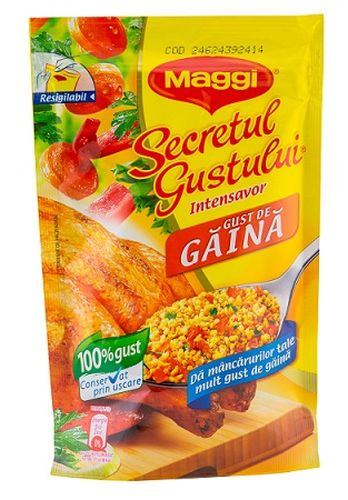 COD 24624392414
Maggi®
Resigilabil
Secretul
Gustului®
Intensavor
GUST DE
GĂINĂ
100% gust
Conservat
prin uscare
Dă mâncărurilor tale
mult gust de găină